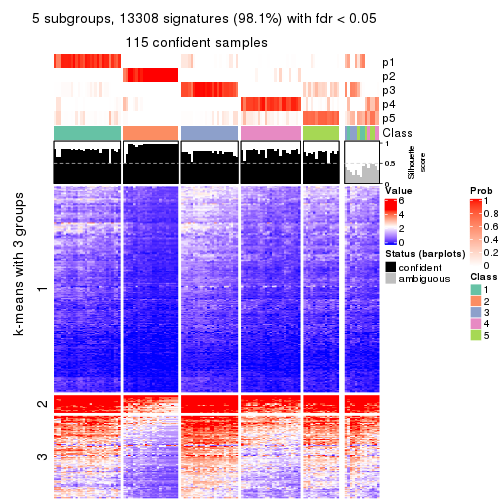 5 subgroups, 13308 signatures (98.1%) with fdr < 0.05
115 confident samples
p1
p2
p3
p4
p5
Class
1
0.5
0
Silhouette
score
k-means with 3 groups
1
2
3
Value
6
4
2
0
Status (barplots)
confident
ambiguous
Prob
1
0.8
0.6
0.4
0.2
0
Class
1
2
3
4
5